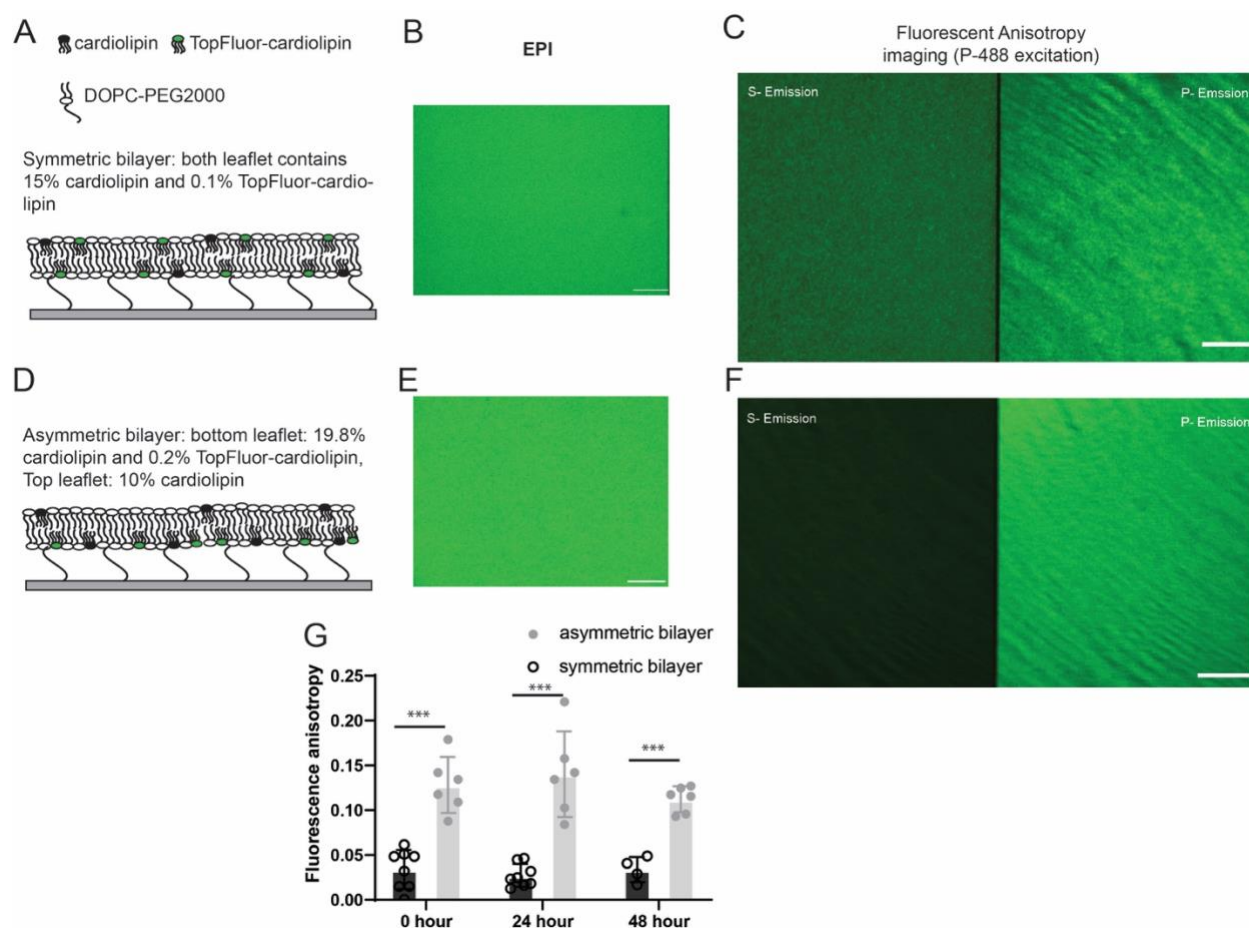 A
cardiolipin
TopFluor-cardiolipin
DOPC-PEG2000
Symmetric bilayer: both leaflet contains
15% cardiolipin and 0.1% TopFluor-cardio-
lipin
B
EPI
C
Fluorescent Anisotropy
imaging (P-488 excitation)
S- Emission
P- Emssion
D
Asymmetric bilayer: bottom leaflet: 19.8%
cardiolipin and 0.2% TopFluor-cardiolipin,
Top leaflet: 10% cardiolipin
E
F
S- Emission
P- Emission
G
asymmetric bilayer
symmetric bilayer
Fluorescence anisotropy
0.25
0.20
0.15
0.10
0.05
0.00
***
***
***
0 hour
24 hour
48 hour